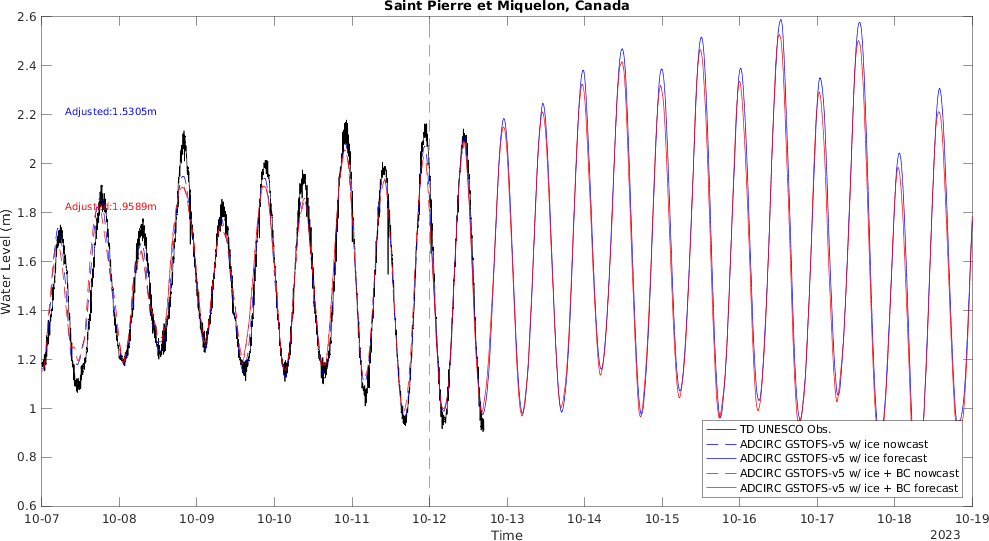 Saint Pierre et Miquelon, Canada
2.6
2.4
2.2
2
1.8
1.6
1.4
1.2
1
0.8
0.6
Water Level (m)
Adjusted:1.5305m
Adjusted:1.9589m
TD UNESCO Obs.
ADCIRC GSTOFS-v5 w/ ice nowcast
ADCIRC GSTOFS-v5 w/ ice forecast
ADCIRC GSTOFS-v5 w/ ice + BC nowcast
ADCIRC GSTOFS-v5 w/ ice + BC forecast
10-07 10-08 10-09 10-10 10-11 10-12 10-13 10-14 10-15 10-16 10-17 10-18 10-19
Time
2023